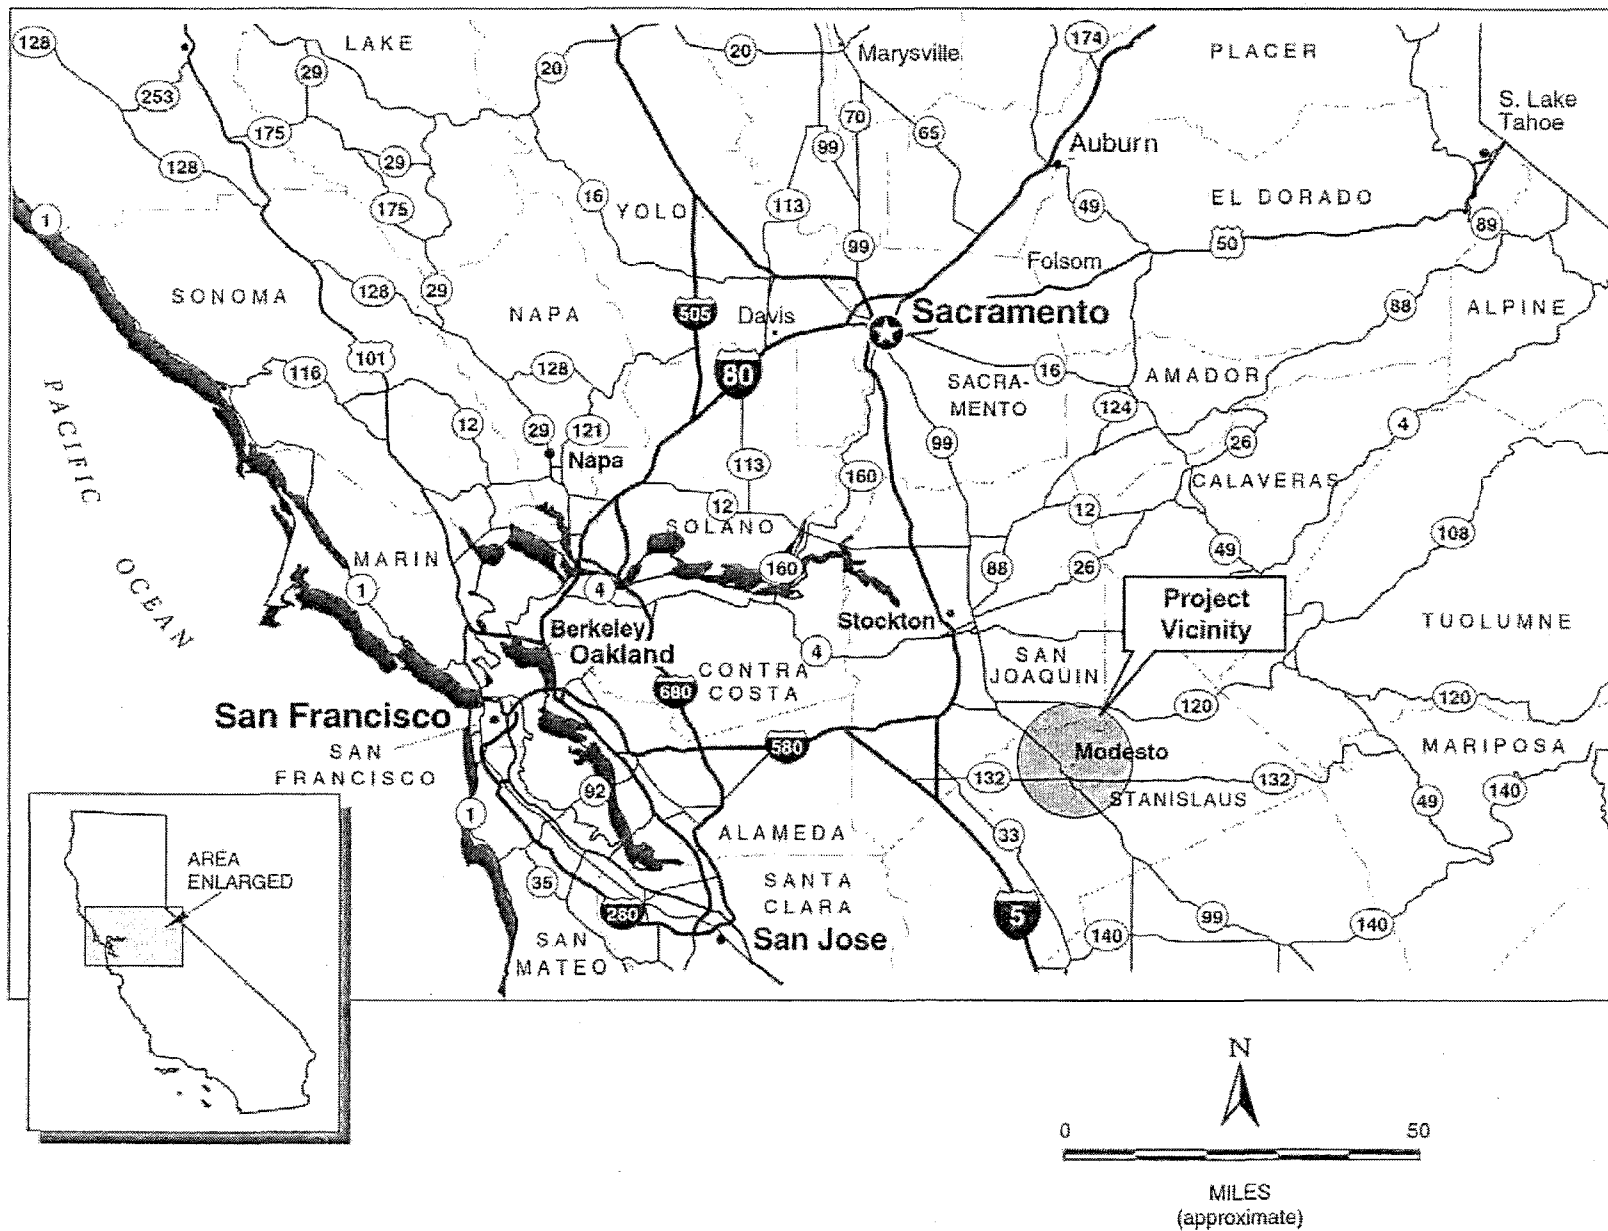 128
LAKE
20
20
Marysville
174
PLACER
29
253
S. Lake
Tahoe
175
70
65
99
Auburn
128
29
175
16
YOLO
113
49
EL DORADO
1
99
50
89
Folsom
SONOMA
128
29
NAPA
505
Davis
Sacramento
88
ALPINE
101
116
128
80
16
SACRA-
MENTO
AMADOR
124
PACIFIC
OCEAN
12
29
121
Napa
113
99
26
4
160
12
SOLANO
CALAVERAS
12
108
MARIN
1
4
160
88
26
49
Project
Vicinity
Berkeley
Oakland
Stockton
4
TUOLUMNE
CONTRA
COSTA
680
SAN
JOAQUIN
120
120
San Francisco
SAN
FRANCISCO
580
Modesto
MARIPOSA
132
132
STANISLAUS
92
140
49
1
ALAMEDA
33
AREA
ENLARGED
35
280
SANTA
CLARA
5
99
140
140
SAN
MATEO
San Jose
N
0 50
MILES
(approximate)